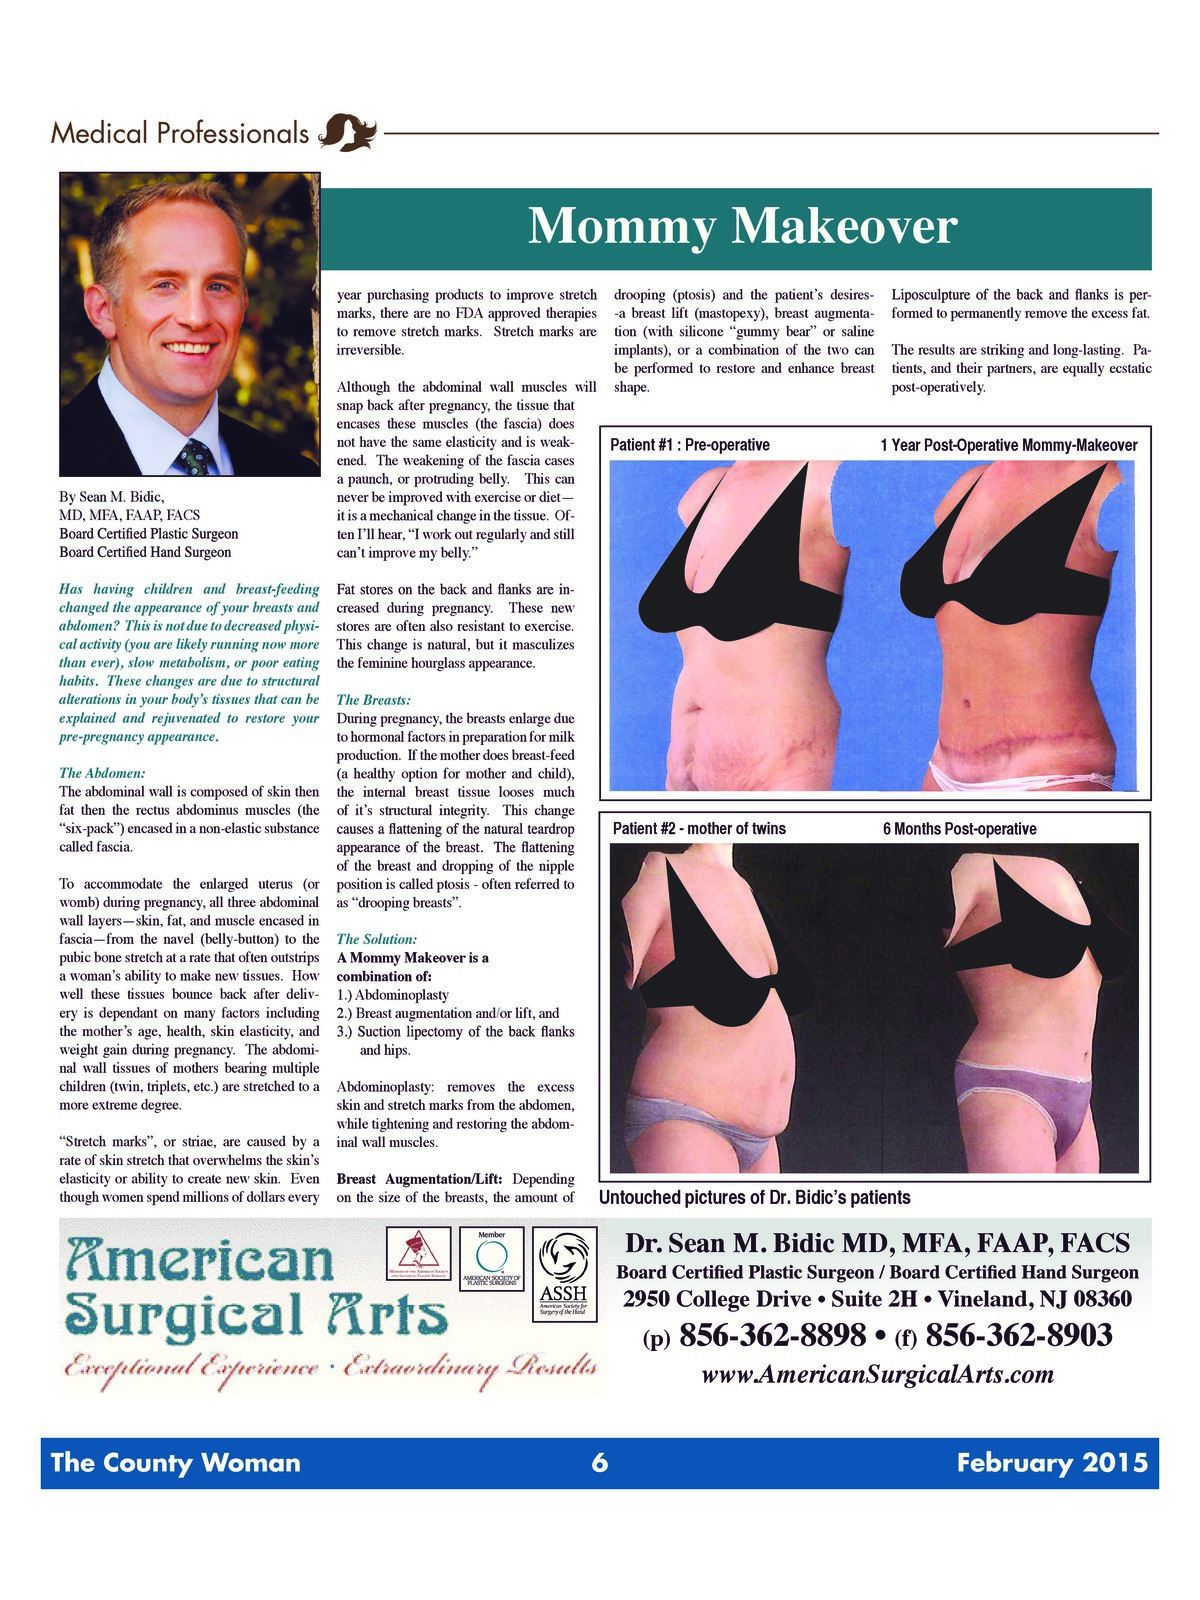 Medical Professionals
Mommy Makeover
By Sean M. Bidic,
MD, MFA, FAAP, FACS
Board Certified Plastic Surgeon
Board Certified Hand Surgeon
Has having children and breast-feeding
changed the appearance of your breasts and
abdomen? This is not due to decreased physi-
cal activity (you are likely running now more
than ever), slow metabolism, or poor eating
habits. These changes are due to structural
alterations in your body's tissues that can be
explained and rejuvenated to restore your
pre-pregnancy appearance.
The Abdomen:
The abdominal wall is composed of skin then
fat then the rectus abdominus muscles (the
“six-pack”) encased in a non-elastic substance
called fascia.
To accommodate the enlarged uterus (or
womb) during pregnancy, all three abdominal
wall layers—skin, fat, and muscle encased in
fascia—from the navel (belly-button) to the
pubic bone stretch at a rate that often outstrips
a woman's ability to make new tissues. How
well these tissues bounce back after deliv-
ery is dependant on many factors including
the mother's age, health, skin elasticity, and
weight gain during pregnancy. The abdomi-
nal wall tissues of mothers bearing multiple
children (twin, triplets, etc.) are stretched to a
more extreme degree.
“Stretch marks”, or striae, are caused by a
rate of skin stretch that overwhelms the skin's
elasticity or ability to create new skin. Even
though women spend millions of dollars every
year purchasing products to improve stretch
marks, there are no FDA approved therapies
to remove stretch marks. Stretch marks are
irreversible.
Although the abdominal wall muscles will
snap back after pregnancy, the tissue that
encases these muscles (the fascia) does
not have the same elasticity and is weak-
ened. The weakening of the fascia cases
a paunch, or protruding belly. This can
never be improved with exercise or diet—
it is a mechanical change in the tissue. Of-
ten I'll hear, “I work out regularly and still
can't improve my belly.”
Fat stores on the back and flanks are in-
creased during pregnancy. These new
stores are often also resistant to exercise.
This change is natural, but it masculizes
the feminine hourglass appearance.
The Breasts:
During pregnancy, the breasts enlarge due
to hormonal factors in preparation for milk
production. If the mother does breast-feed
(a healthy option for mother and child),
the internal breast tissue looses much
of it's structural integrity. This change
causes a flattening of the natural teardrop
appearance of the breast. The flattening
of the breast and dropping of the nipple
position is called ptosis - often referred to
as “drooping breasts”.
The Solution:
A Mommy Makeover is a
combination of:
1.) Abdominoplasty
2.) Breast augmentation and/or lift, and
3.) Suction lipectomy of the back flanks
and hips.
Abdominoplasty: removes the excess
skin and stretch marks from the abdomen,
while tightening and restoring the abdom-
inal wall muscles.
Breast Augmentation/Lift: Depending
on the size of the breasts, the amount of
drooping (ptosis) and the patient's desires-
-a breast lift (mastopexy), breast augmenta-
tion (with silicone “gummy bear” or saline
implants), or a combination of the two can
be performed to restore and enhance breast
shape.
Liposculpture of the back and flanks is per-
formed to permanently remove the excess fat.
The results are striking and long-lasting. Pa-
tients, and their partners, are equally ecstatic
post-operatively.
Patient #1 : Pre-operative
1 Year Post-Operative Mommy-Makeover
Patient #2 - mother of twins
6 Months Post-operative
Untouched pictures of Dr. Bidic's patients
American
Surgical Arts
Exceptional Experience · Extraordinary Results
Member of the American Society
for Aesthetic Plastic Surgery
Member
AMERICAN SOCIETY OF
PLASTIC SURGEONS
ASSH
American Society for
Surgery of the Hand
Dr. Sean M. Bidic MD, MFA, FAAP, FACS
Board Certified Plastic Surgeon / Board Certified Hand Surgeon
2950 College Drive • Suite 2H • Vineland, NJ 08360
(p) 856-362-8898 • (f) 856-362-8903
www.AmericanSurgicalArts.com
The County Woman
6
February 2015